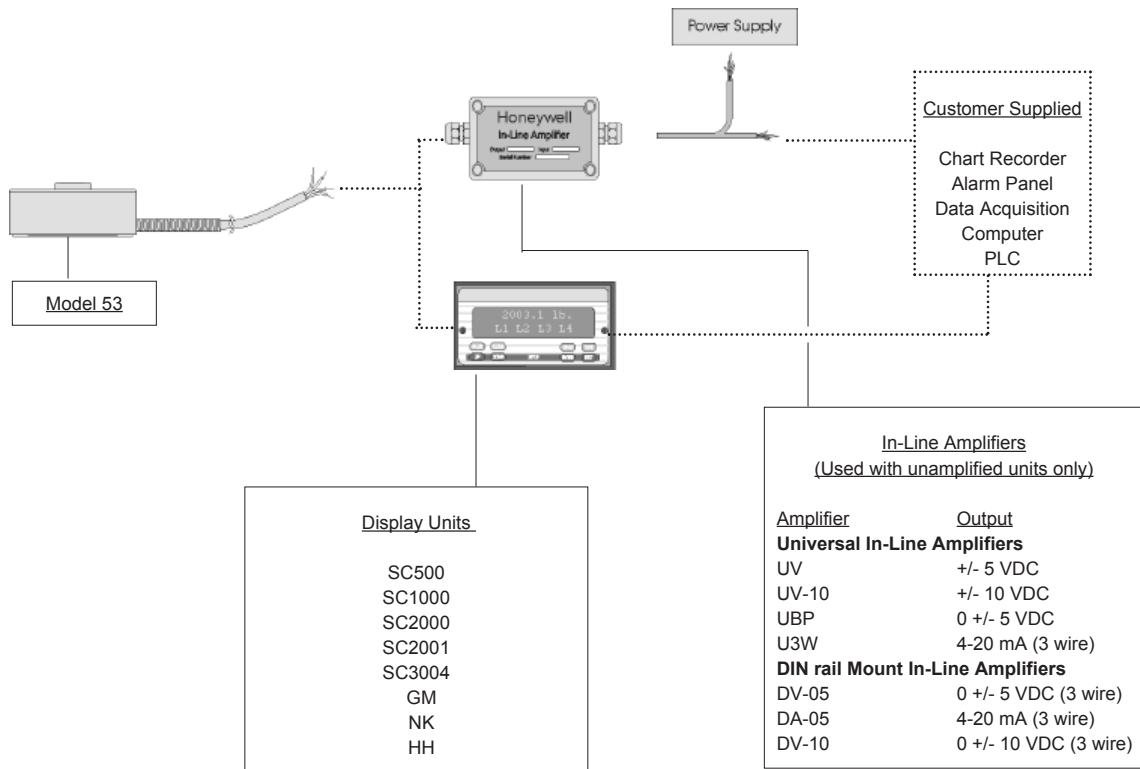 Power Supply
Honeywell
In-Line Amplifier
Output Input
Serial Number
Customer Supplied
Chart Recorder
Alarm Panel
Data Acquisition
Computer
PLC
Model 53
2003.1 lb.
L1 L2 L3 L4
Display Units
SC500
SC1000
SC2000
SC2001
SC3004
GM
NK
HH
In-Line Amplifiers
(Used with unamplified units only)
Amplifier Output
Universal In-Line Amplifiers
UV +/- 5 VDC
UV-10 +/- 10 VDC
UBP 0 +/- 5 VDC
U3W 4-20 mA (3 wire)
DIN rail Mount In-Line Amplifiers
DV-05 0 +/- 5 VDC (3 wire)
DA-05 4-20 mA (3 wire)
DV-10 0 +/- 10 VDC (3 wire)